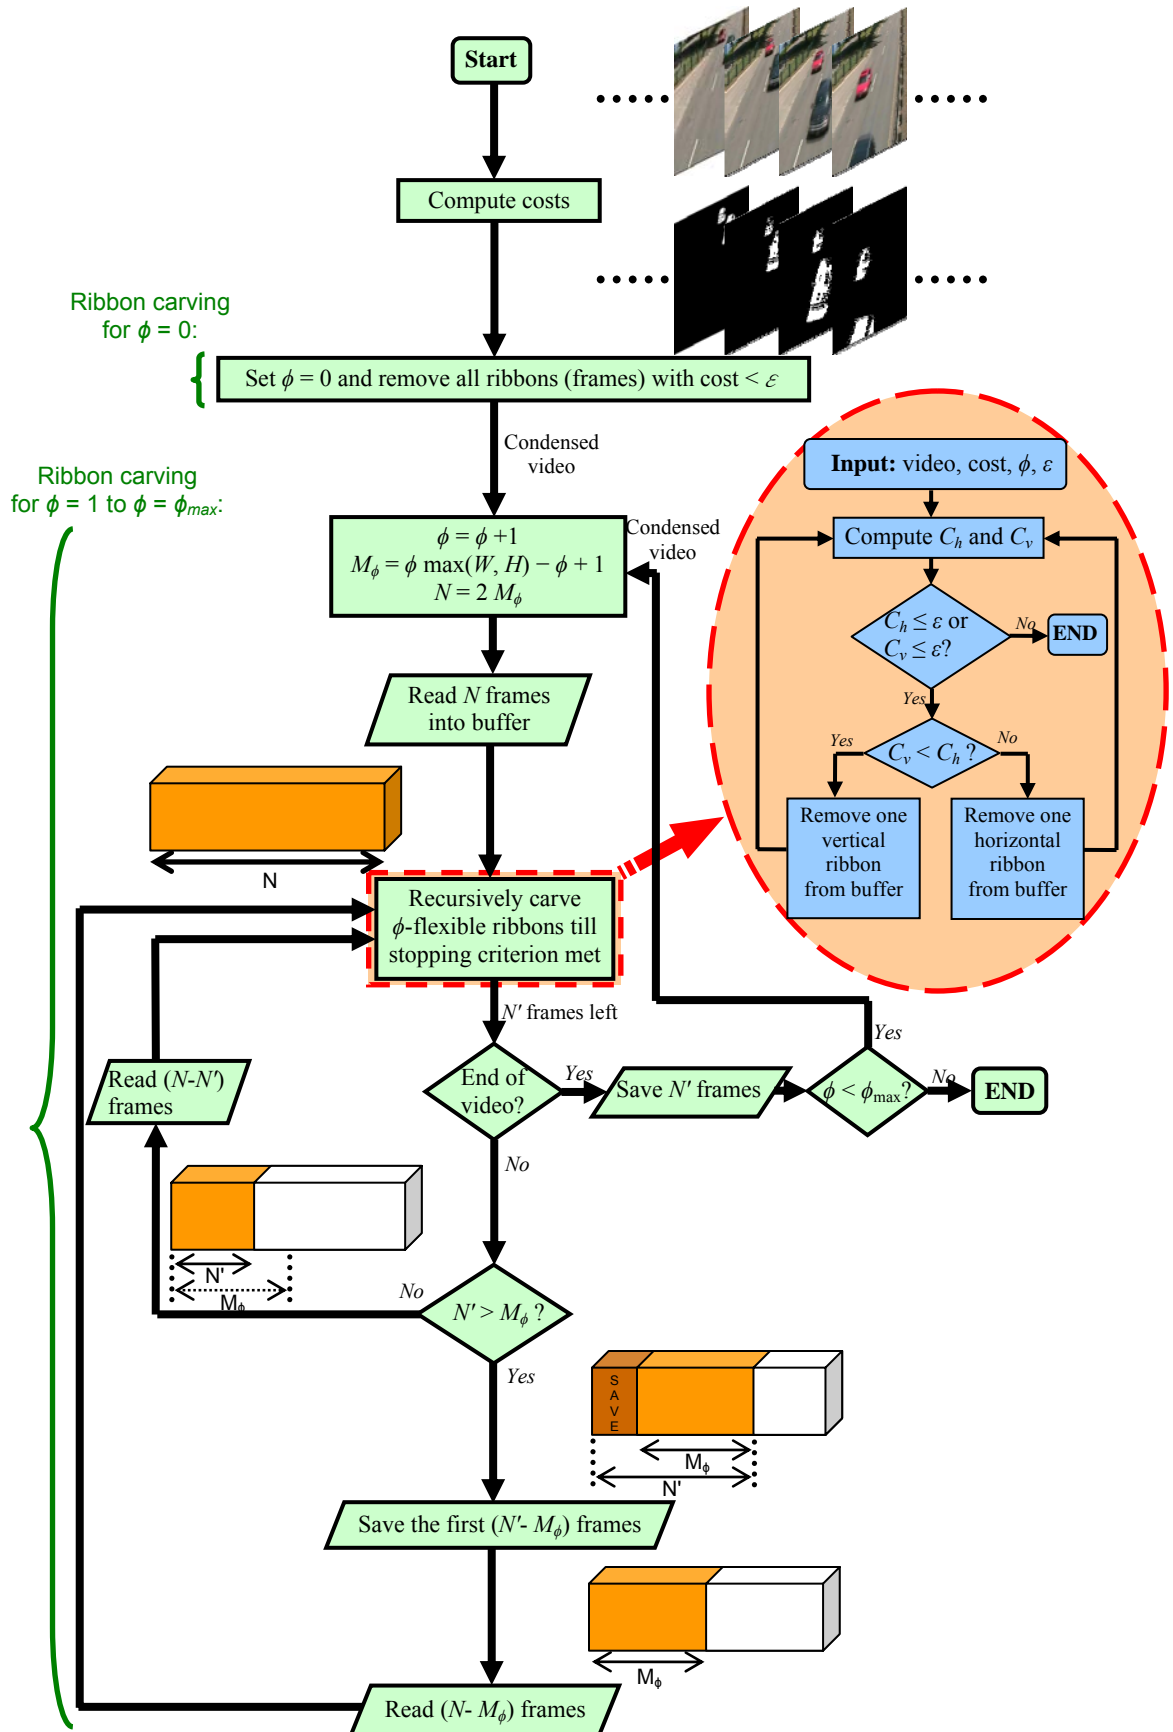 Start
Compute costs
Ribbon carving
for ϕ = 0:
Set ϕ = 0 and remove all ribbons (frames) with cost < ε
Condensed
video
Ribbon carving
for ϕ = 1 to ϕmax:
ϕ = ϕ +1
Mϕ = ϕ max(W, H) − ϕ + 1
N = 2 Mϕ
Condensed
video
Read N frames
into buffer
N
Recursively carve
ϕ-flexible ribbons till
stopping criterion met
N' frames left
End of
video?
Yes
Save N' frames
ϕ < ϕmax?
Yes
No
END
No
Read (N-N')
frames
N'
Mϕ
N' > Mϕ ?
No
Yes
S
A
V
E
Mϕ
N'
Save the first (N'- Mϕ) frames
Mϕ
Read (N- Mϕ) frames
Input: video, cost, ϕ, ε
Compute Ch and Cv
Ch ≤ ε or
Cv ≤ ε?
No
END
Yes
Cv < Ch ?
Yes
No
Remove one
vertical
ribbon
from buffer
Remove one
horizontal
ribbon
from buffer